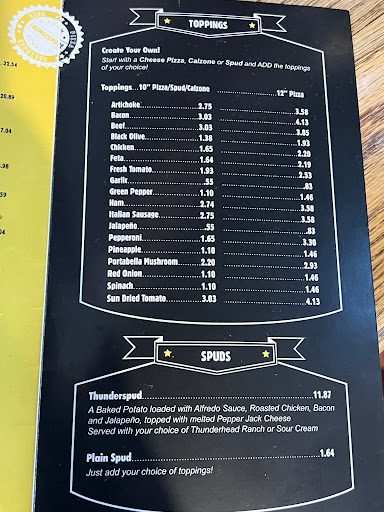 TOPPINGS
Create Your Own!
Start with a Cheese Pizza, Calzone or Spud and ADD the toppings
of your choice!
Toppings...10" Pizza/Spud/Calzone 12" Pizza
Artichoke 2.75 3.58
Bacon 3.03 4.13
Beef 3.03 3.85
Black Olive 1.38 1.93
Chicken 1.65 2.20
Feta 1.64 2.19
Fresh Tomato 1.93 2.53
Garlic .55 .83
Green Pepper 1.10 1.46
Ham 2.74 3.58
Italian Sausage 2.75 3.58
Jalapeño .55 .83
Pepperoni 1.65 3.30
Pineapple 1.10 1.46
Portabella Mushroom 2.20 2.93
Red Onion 1.10 1.46
Spinach 1.10 1.46
Sun Dried Tomato 3.03 4.13
SPUDS
Thunderspud 11.87
A Baked Potato loaded with Alfredo Sauce, Roasted Chicken, Bacon
and Jalapeño, topped with melted Pepper Jack Cheese
Served with your choice of Thunderhead Ranch or Sour Cream
Plain Spud 1.64
Just add your choice of toppings!
20.89